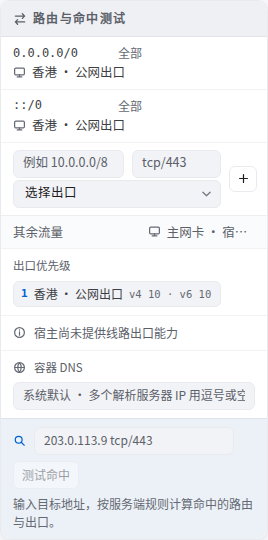 路由与命中测试
0.0.0.0/0 全部
香港 · 公网出口
::/0 全部
香港 · 公网出口
例如 10.0.0.0/8 tcp/443
选择出口
其余流量 主网卡 · 宿…
出口优先级
1 香港 · 公网出口 v4 10 · v6 10
宿主尚未提供线路出口能力
容器 DNS
系统默认 · 多个解析服务器 IP 用逗号或空
203.0.113.9 tcp/443
测试命中
输入目标地址，按服务端规则计算命中的路由
与出口。